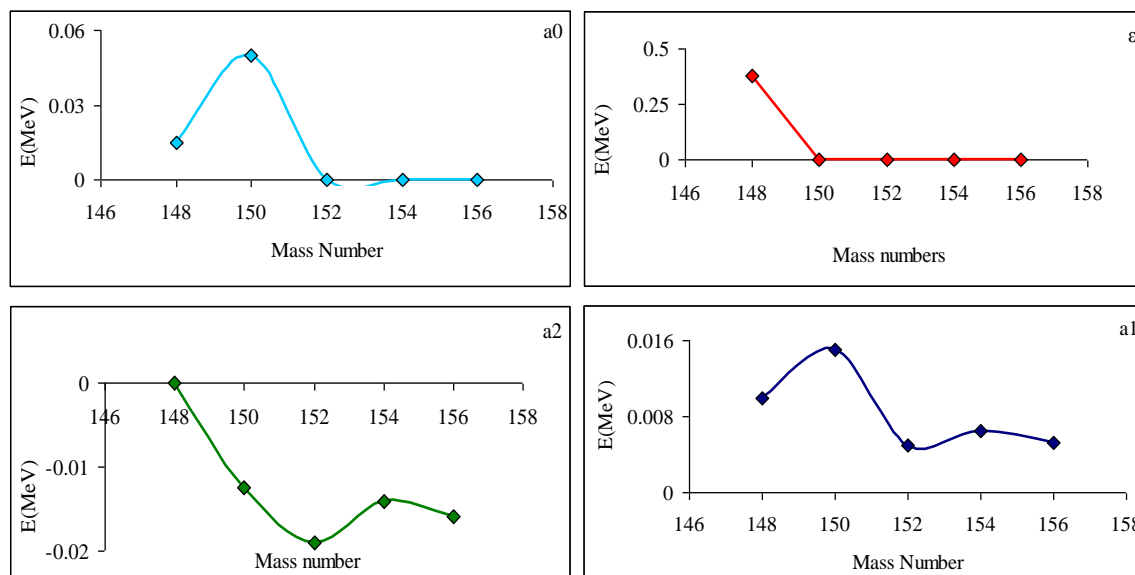 a0
0.06
0.03
0
E(MeV)
146 148 150 152 154 156 158
Mass Number
ε
0.5
0.25
0
E(MeV)
146 148 150 152 154 156 158
Mass numbers
a2
0
-0.01
-0.02
E(MeV)
146 148 150 152 154 156 158
Mass number
a1
0.016
0.008
0
E(MeV)
146 148 150 152 154 156 158
Mass Number